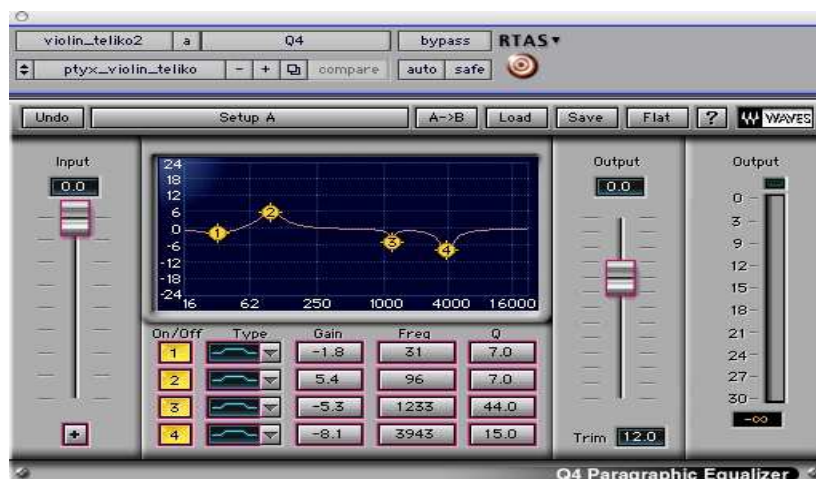 violin_teliko2 a Q4 bypass RTAS
ptyx_violin_teliko - + compare auto safe
Undo Setup A A->B Load Save Flat ? WAVES
Input
0.0
24
18
12
6
0
-6
-12
-18
-24
16 62 250 1000 4000 16000
1 2 3 4
On/Off Type Gain Freq Q
1 -1.8 31 7.0
2 5.4 96 7.0
3 -5.3 1233 44.0
4 -8.1 3943 15.0
+
Output
0.0
Trim 12.0
Output
0
3
9
12
15
18
21
24
27
30
-∞
Q4 Paragraphic Equalizer